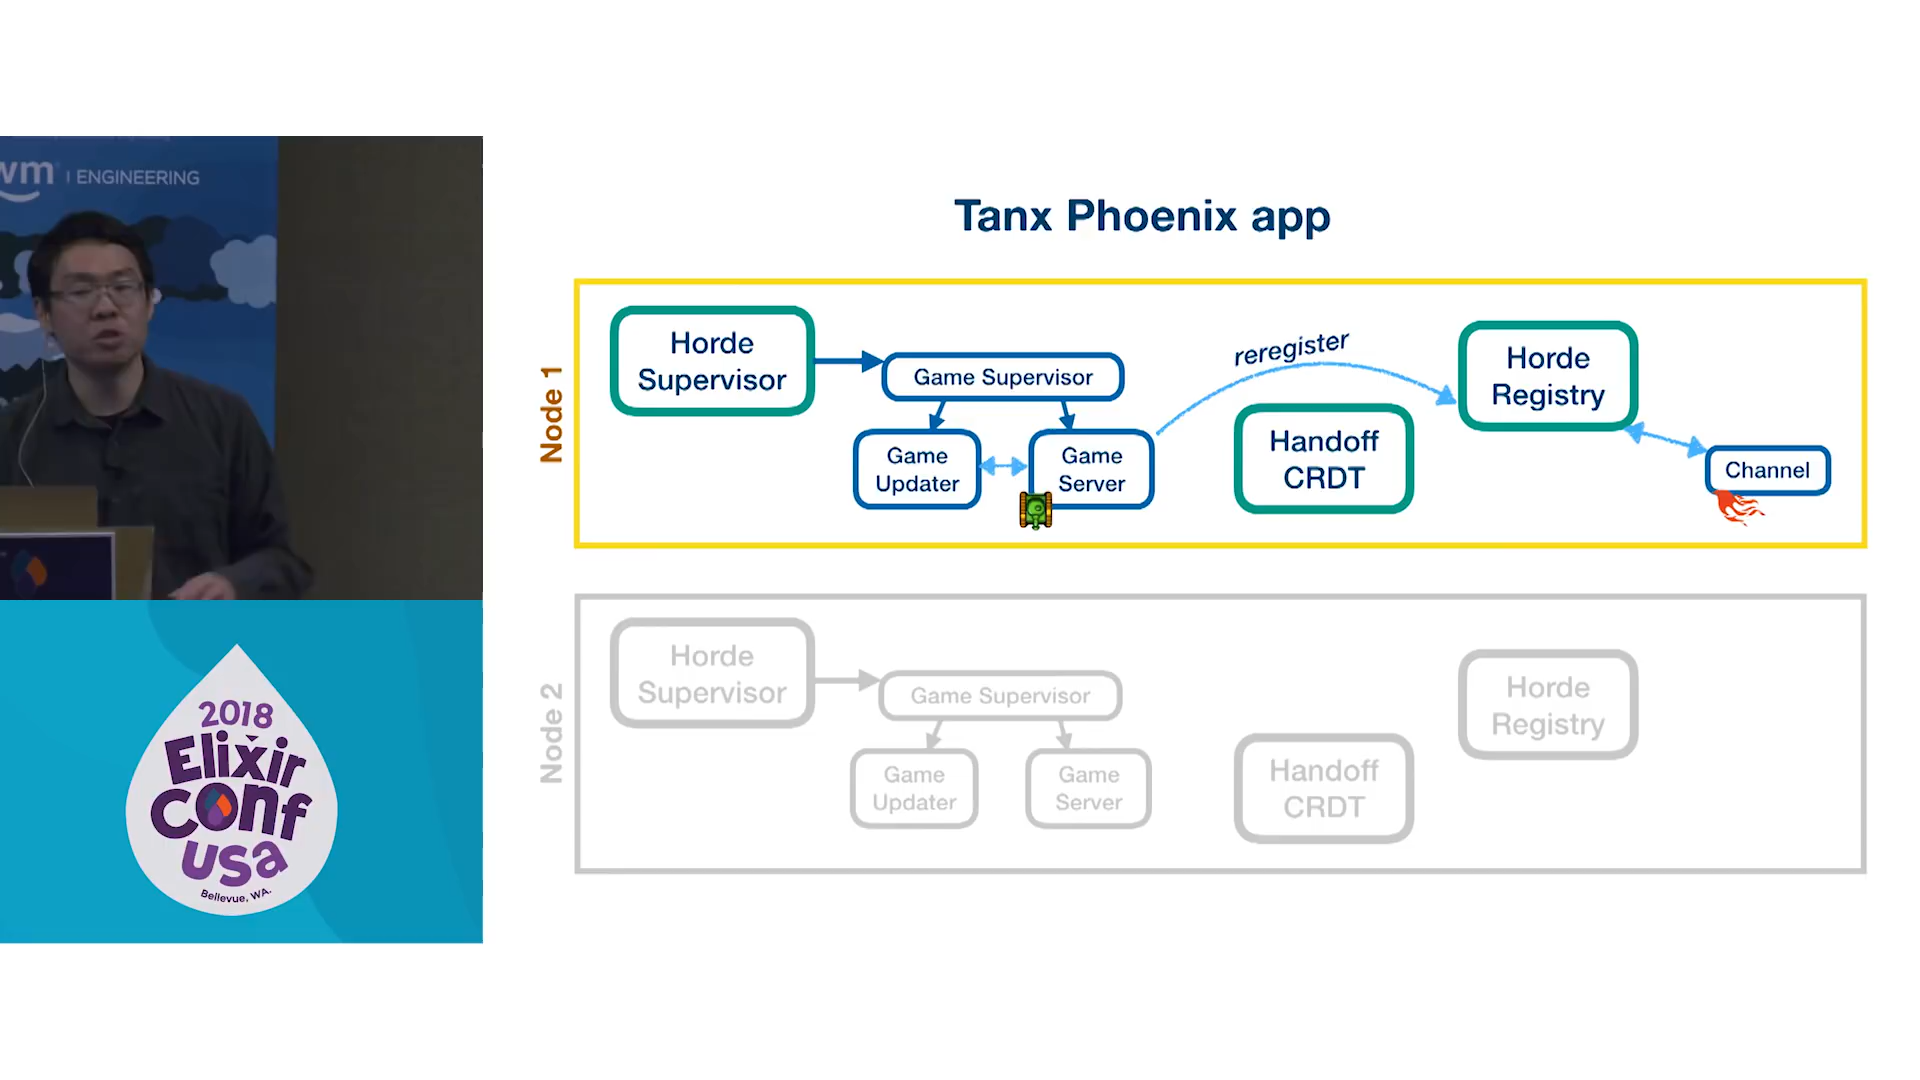 ENGINEERING
2018
Elixir
Conf
USa
Bellevue, WA.
Tanx Phoenix app
Node 1
Horde
Supervisor
Game Supervisor
Game
Updater
Game
Server
reregister
Handoff
CRDT
Horde
Registry
Channel
Node 2
Horde
Supervisor
Game Supervisor
Game
Updater
Game
Server
Handoff
CRDT
Horde
Registry